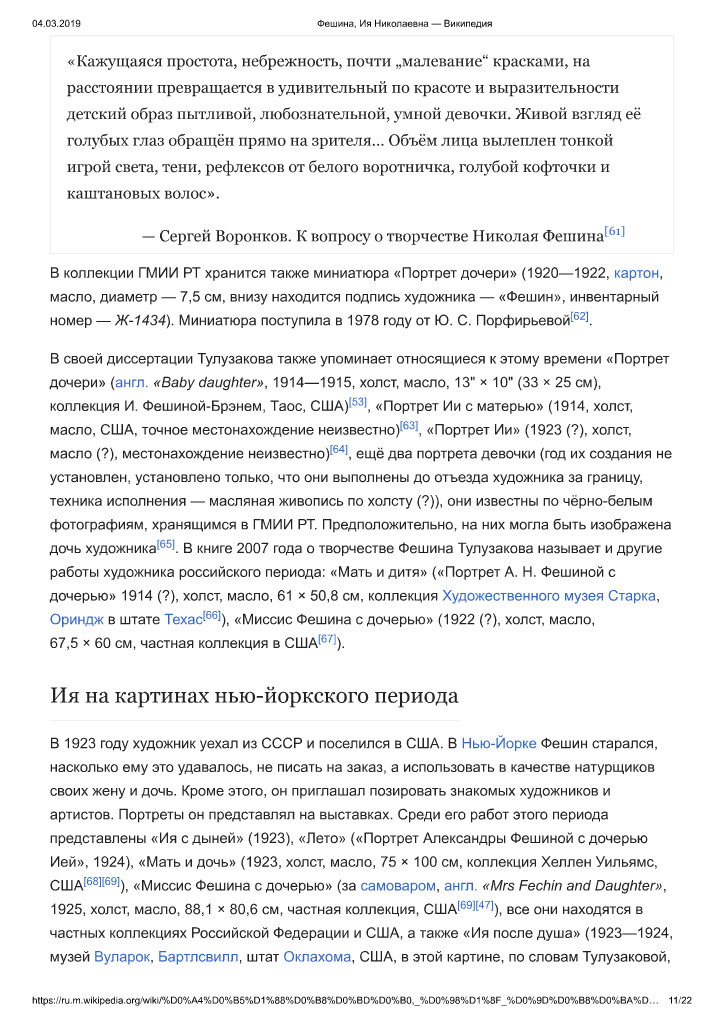 04.03.2019
Фешина, Ия Николаевна — Википедия
«Кажущаяся простота, небрежность, почти „малевание“ красками, на
расстоянии превращается в удивительный по красоте и выразительности
детский образ пытливой, любознательной, умной девочки. Живой взгляд её
голубых глаз обращён прямо на зрителя... Объём лица вылеплен тонкой
игрой света, тени, рефлексов от белого воротничка, голубой кофточки и
каштановых волос».
— Сергей Воронков. К вопросу о творчестве Николая Фешина[61]
В коллекции ГМИИ РТ хранится также миниатюра «Портрет дочери» (1920—1922, картон,
масло, диаметр — 7,5 см, внизу находится подпись художника — «Фешин», инвентарный
номер — Ж-1434). Миниатюра поступила в 1978 году от Ю. С. Порфирьевой[62].
В своей диссертации Тулузакова также упоминает относящиеся к этому времени «Портрет
дочери» (англ. «Baby daughter», 1914—1915, холст, масло, 13" × 10" (33 × 25 см),
коллекция И. Фешиной-Брэнем, Таос, США)[53], «Портрет Ии с матерью» (1914, холст,
масло, США, точное местонахождение неизвестно)[63], «Портрет Ии» (1923 (?), холст,
масло (?), местонахождение неизвестно)[64], ещё два портрета девочки (год их создания не
установлен, установлено только, что они выполнены до отъезда художника за границу,
техника исполнения — масляная живопись по холсту (?)), они известны по чёрно-белым
фотографиям, хранящимся в ГМИИ РТ. Предположительно, на них могла быть изображена
дочь художника[65]. В книге 2007 года о творчестве Фешина Тулузакова называет и другие
работы художника российского периода: «Мать и дитя» («Портрет А. Н. Фешиной с
дочерью» 1914 (?), холст, масло, 61 × 50,8 см, коллекция Художественного музея Старка,
Ориндж в штате Техас[66]), «Миссис Фешина с дочерью» (1922 (?), холст, масло,
67,5 × 60 см, частная коллекция в США[67]).
Ия на картинах нью-йоркского периода
В 1923 году художник уехал из СССР и поселился в США. В Нью-Йорке Фешин старался,
насколько ему это удавалось, не писать на заказ, а использовать в качестве натурщиков
своих жену и дочь. Кроме этого, он приглашал позировать знакомых художников и
артистов. Портреты он представлял на выставках. Среди его работ этого периода
представлены «Ия с дыней» (1923), «Лето» («Портрет Александры Фешиной с дочерью
Ией», 1924), «Мать и дочь» (1923, холст, масло, 75 × 100 см, коллекция Хеллен Уильямс,
США[68][69]), «Миссис Фешина с дочерью» (за самоваром, англ. «Mrs Fechin and Daughter»,
1925, холст, масло, 88,1 × 80,6 см, частная коллекция, США[69][47]), все они находятся в
частных коллекциях Российской Федерации и США, а также «Ия после душа» (1923—1924,
музей Вуларок, Бартлсвилл, штат Оклахома, США, в этой картине, по словам Тулузаковой,
https://ru.m.wikipedia.org/wiki/%D0%A4%D0%B5%D1%88%D0%B8%D0%BD%D0%B0,_%D0%98%D1%8F_%D0%9D%D0%B8%D0%BA%D…
11/22